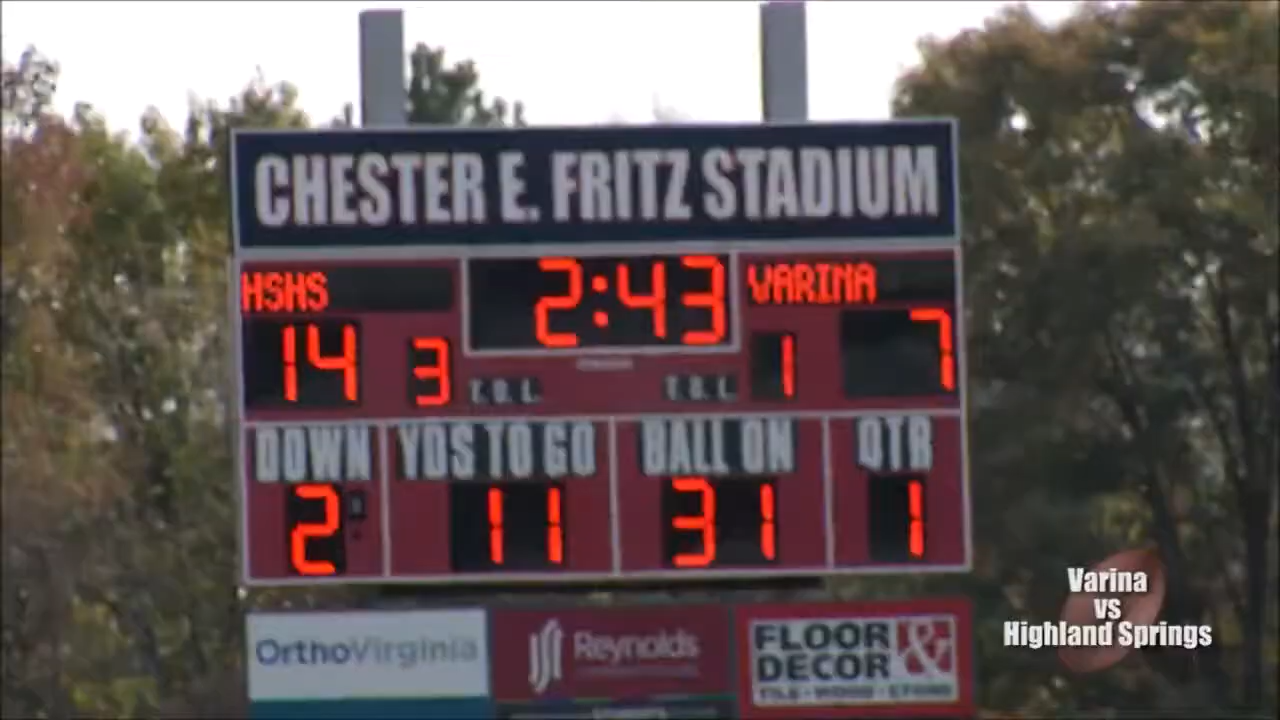 CHESTER E. FRITZ STADIUM
HSHS 2:43 VARINA
14 3 T.O.L. T.O.L. 1 7
DOWN YDS TO GO BALL ON QTR
2 11 31 1
OrthoVirginia Reynolds FLOOR & DECOR
TILE • WOOD • STONE
Varina
vs
Highland Springs